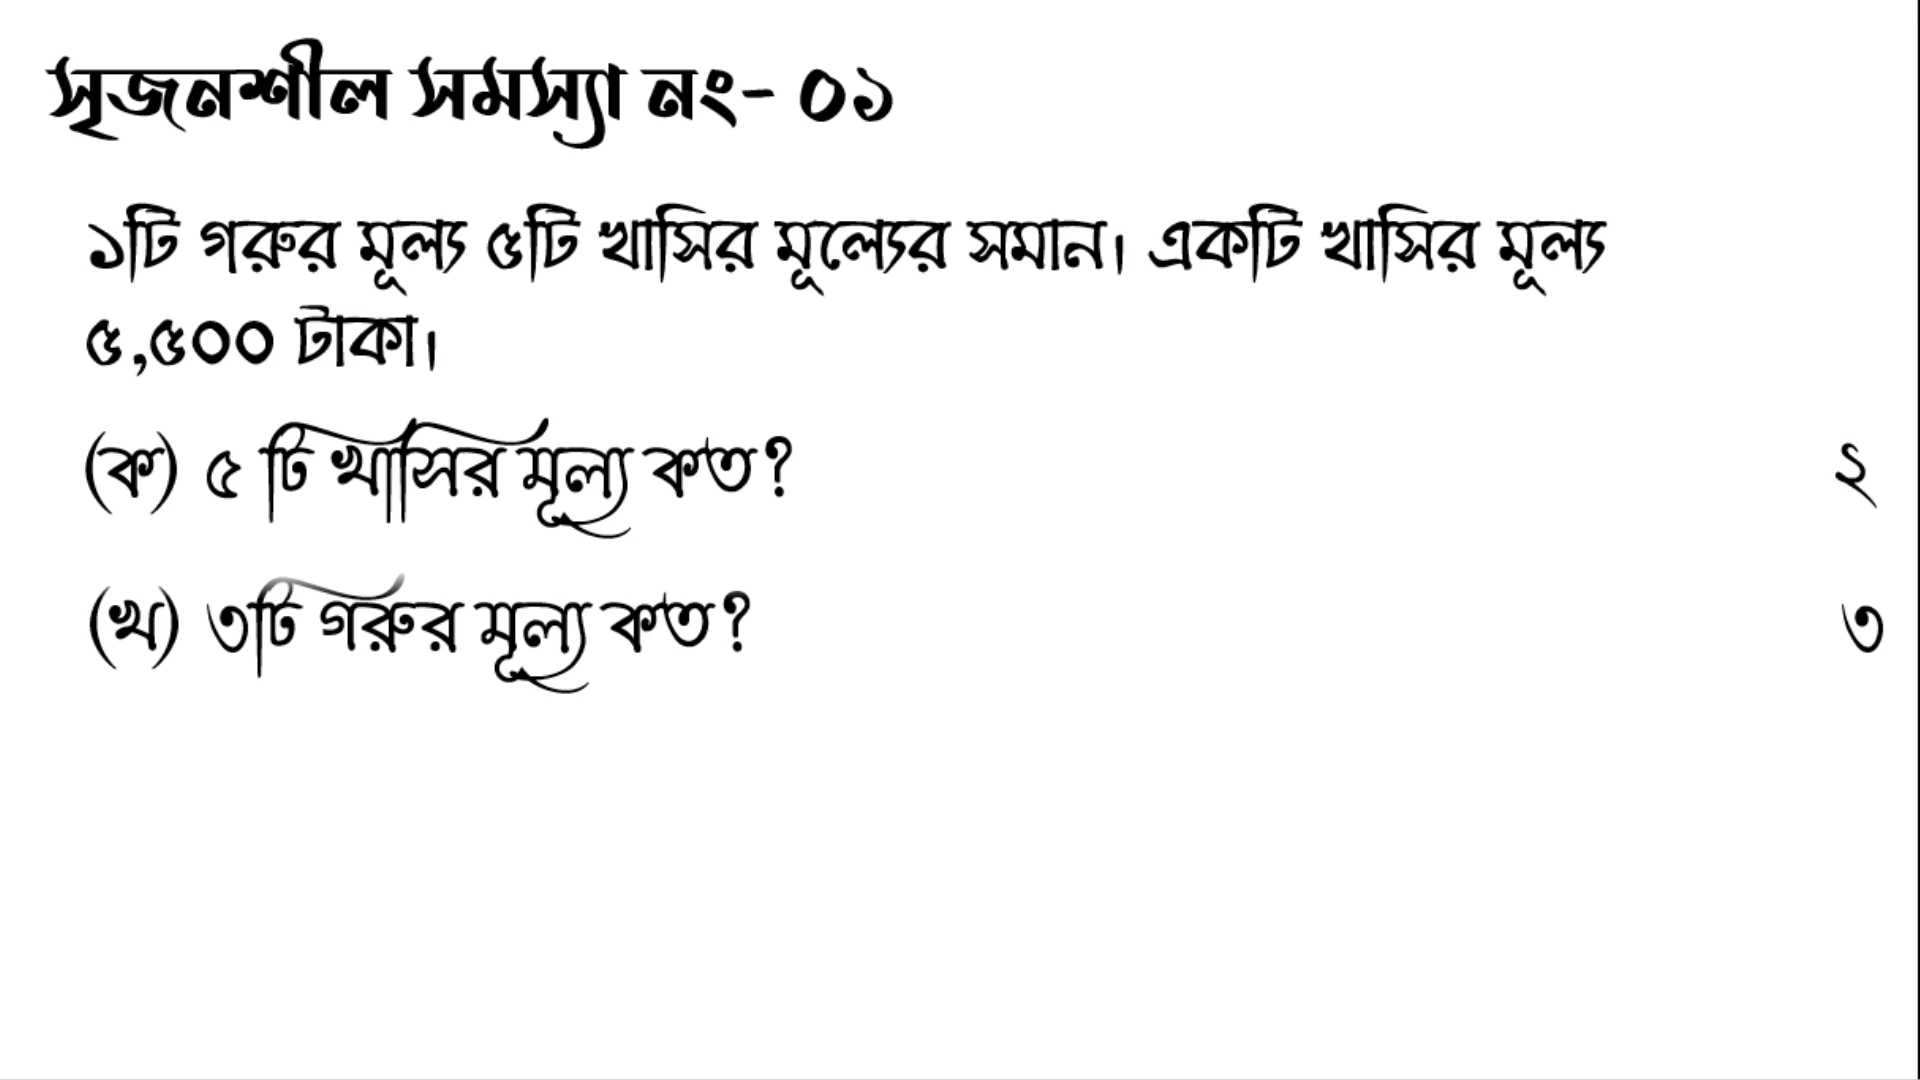 সৃজনশীল সমস্যা নং- ০১
১টি গরুর মূল্য ৫টি খাসির মূল্যের সমান। একটি খাসির মূল্য
৫,৫০০ টাকা।
(ক) ৫ টি খাসির মূল্য কত? ২
(খ) ৩টি গরুর মূল্য কত? ৩